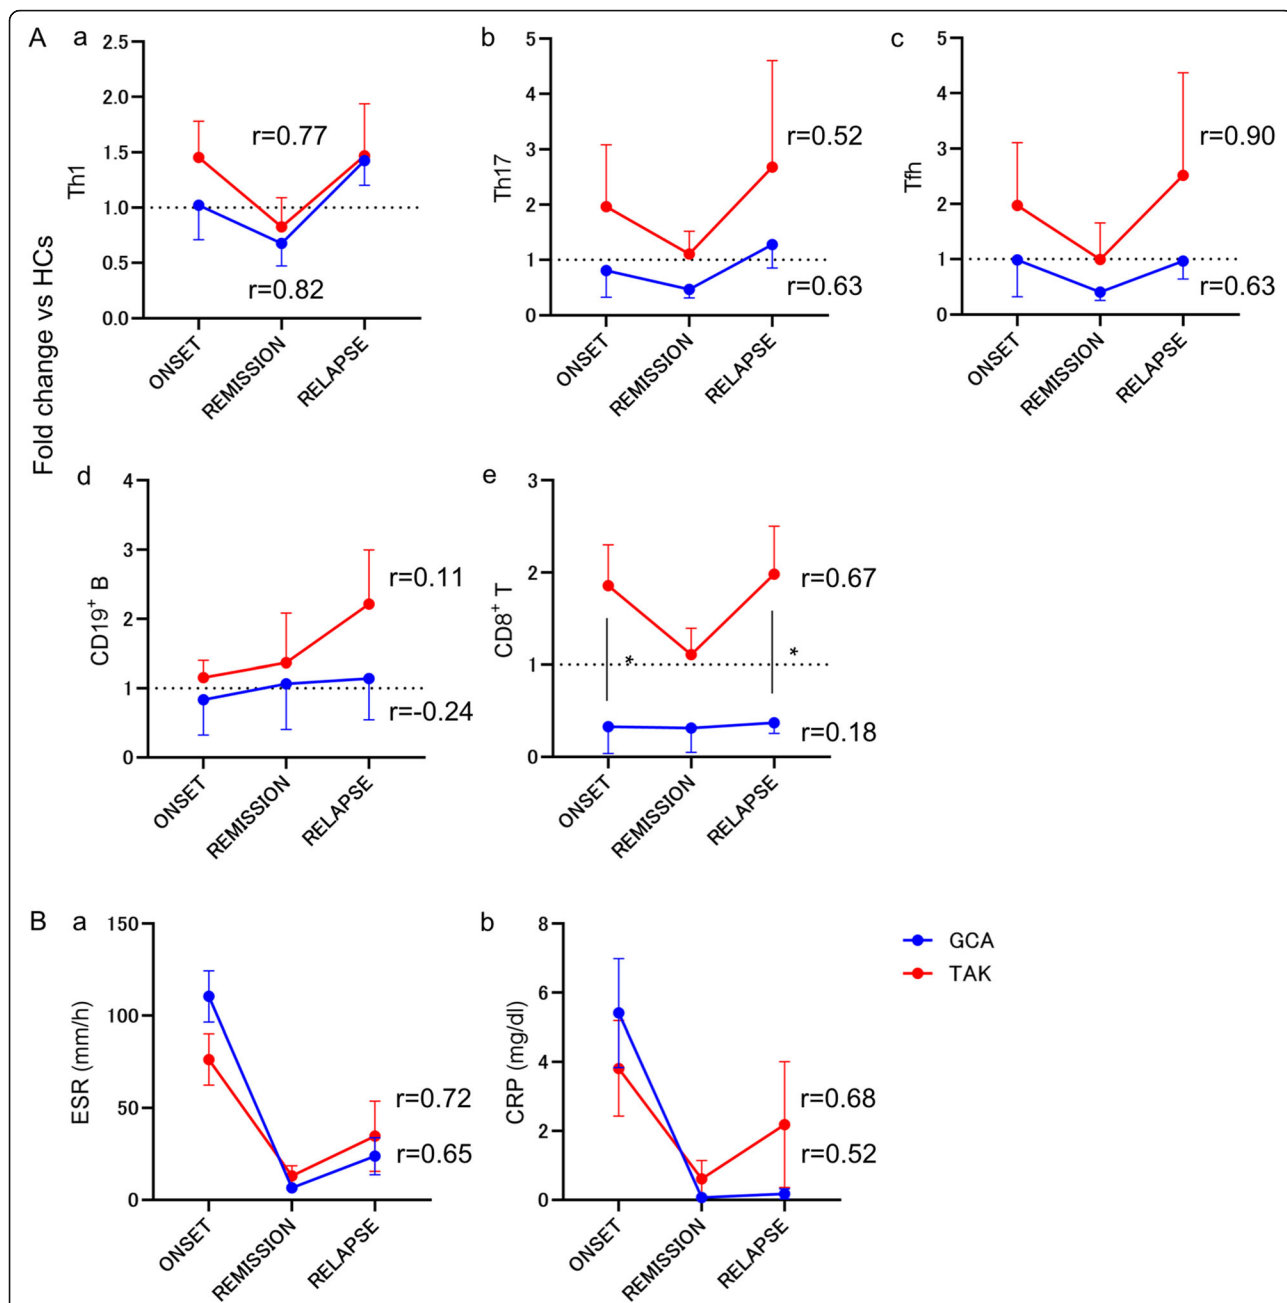 A
Fold change vs HCs
a
Th1
2.5
2.0
1.5
1.0
0.5
0.0
r=0.77
r=0.82
ONSET
REMISSION
RELAPSE
b
Th17
5
4
3
2
1
0
r=0.52
r=0.63
ONSET
REMISSION
RELAPSE
c
Tfh
5
4
3
2
1
0
r=0.90
r=0.63
ONSET
REMISSION
RELAPSE
d
CD19⁺ B
4
3
2
1
0
r=0.11
r=-0.24
ONSET
REMISSION
RELAPSE
e
CD8⁺ T
3
2
1
0
*
*
r=0.67
r=0.18
ONSET
REMISSION
RELAPSE
B
a
ESR (mm/h)
150
100
50
0
r=0.72
r=0.65
ONSET
REMISSION
RELAPSE
b
CRP (mg/dl)
8
6
4
2
0
r=0.68
r=0.52
ONSET
REMISSION
RELAPSE
GCA
TAK